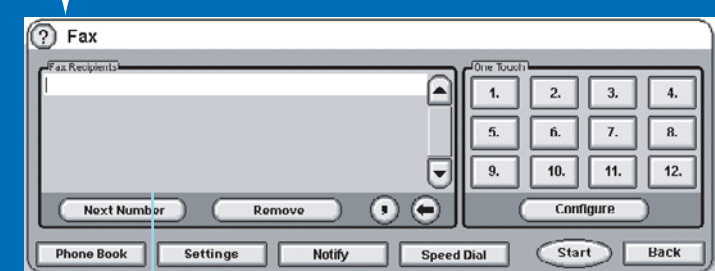 ? Fax
Fax Recipients
One Touch
1. 2. 3. 4.
5. 6. 7. 8.
9. 10. 11. 12.
Next Number Remove , Configure
Phone Book Settings Notify Speed Dial Start Back